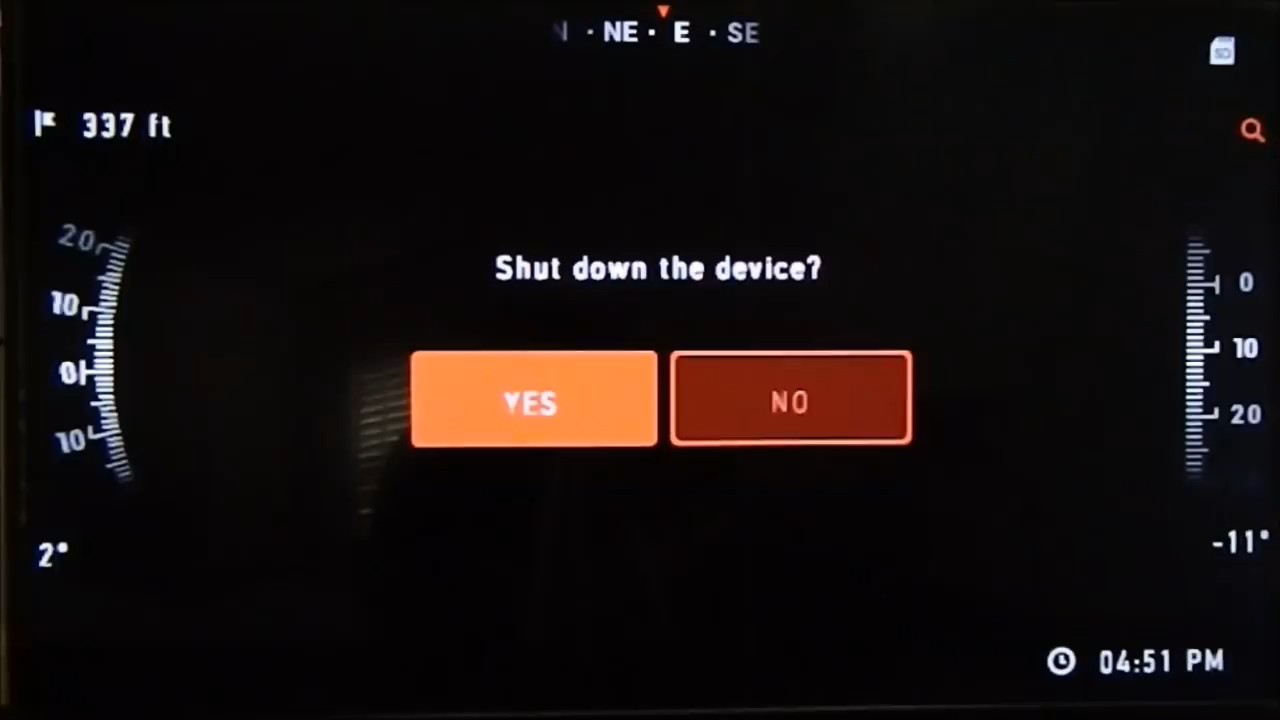 N · NE · E · SE
SD
337 ft
20
10
0
10
Shut down the device?
YES
NO
0
10
20
2°
-11°
04:51 PM